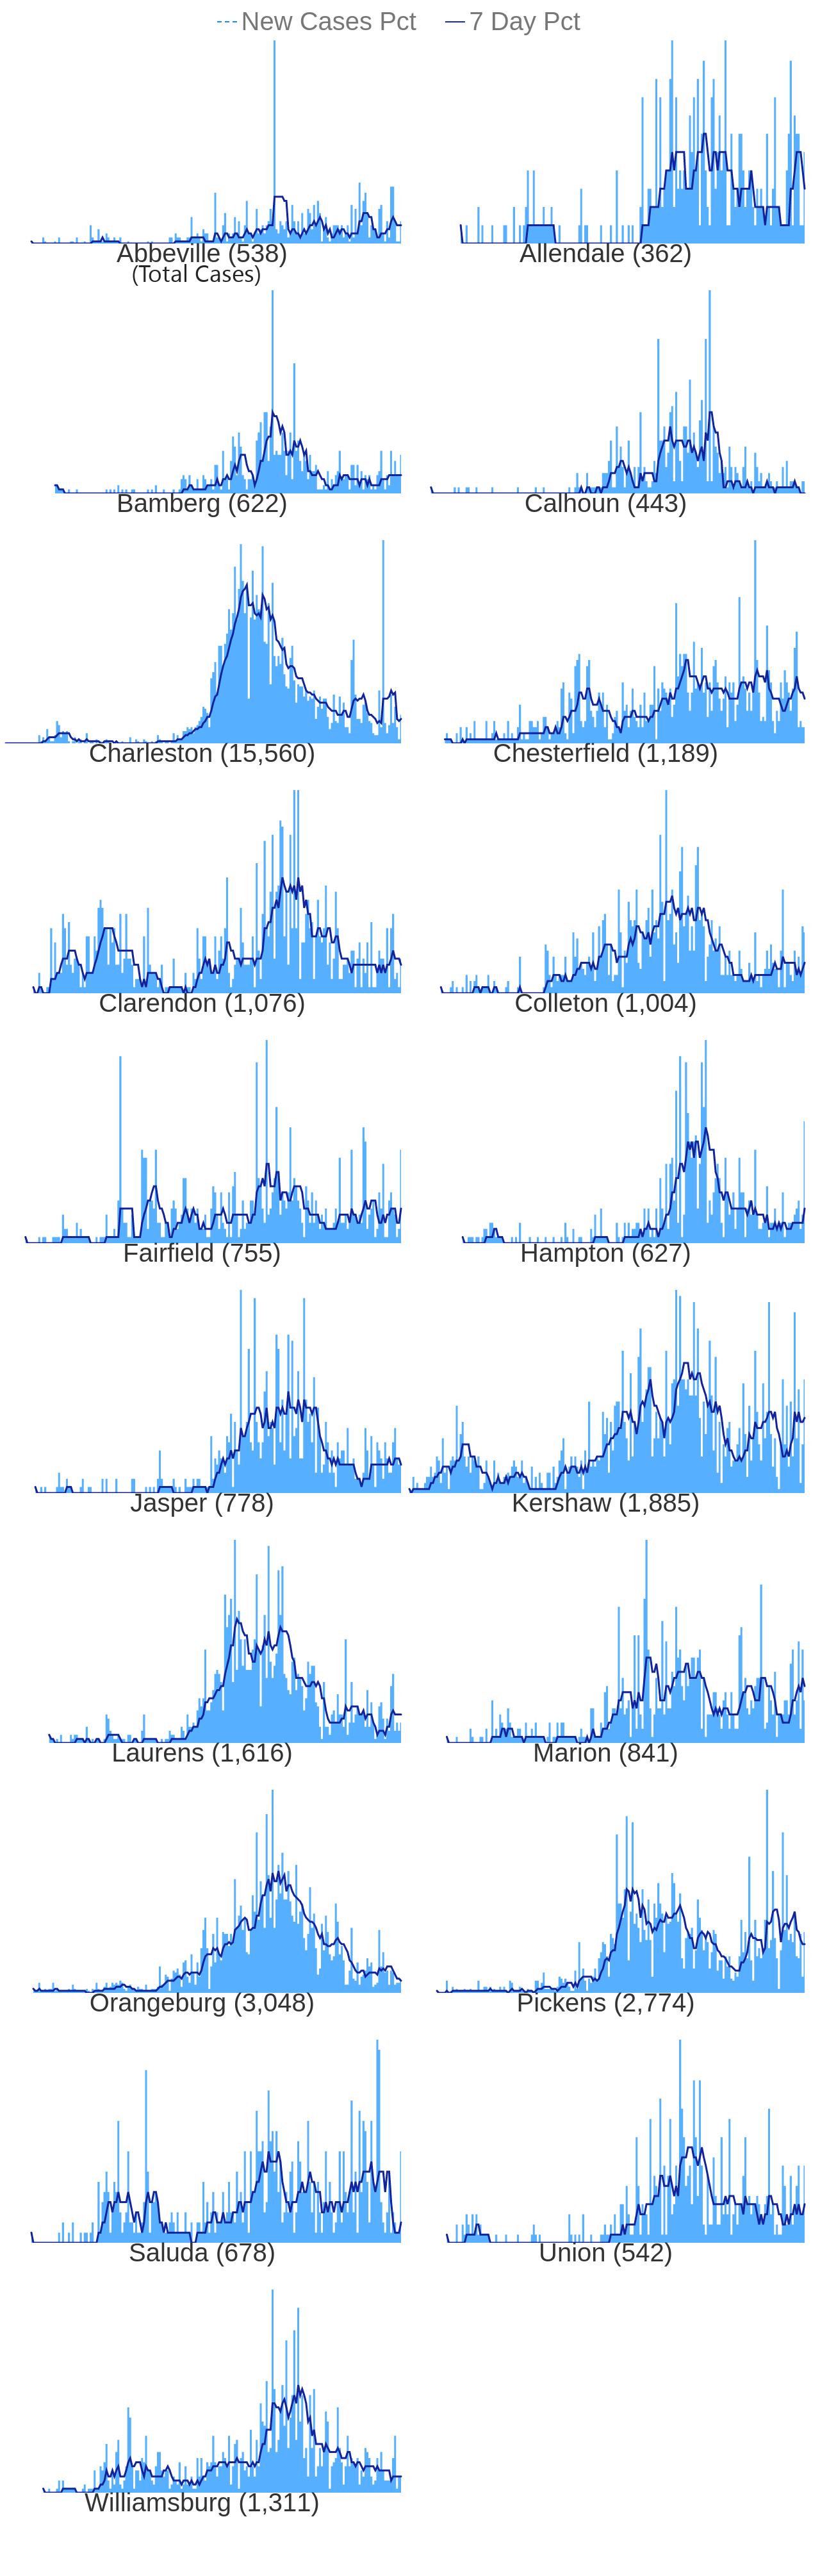 New Cases Pct 7 Day Pct
Abbeville (538) Allendale (362)
(Total Cases)
Bamberg (622) Calhoun (443)
Charleston (15,560) Chesterfield (1,189)
Clarendon (1,076) Colleton (1,004)
Fairfield (755) Hampton (627)
Jasper (778) Kershaw (1,885)
Laurens (1,616) Marion (841)
Orangeburg (3,048) Pickens (2,774)
Saluda (678) Union (542)
Williamsburg (1,311)